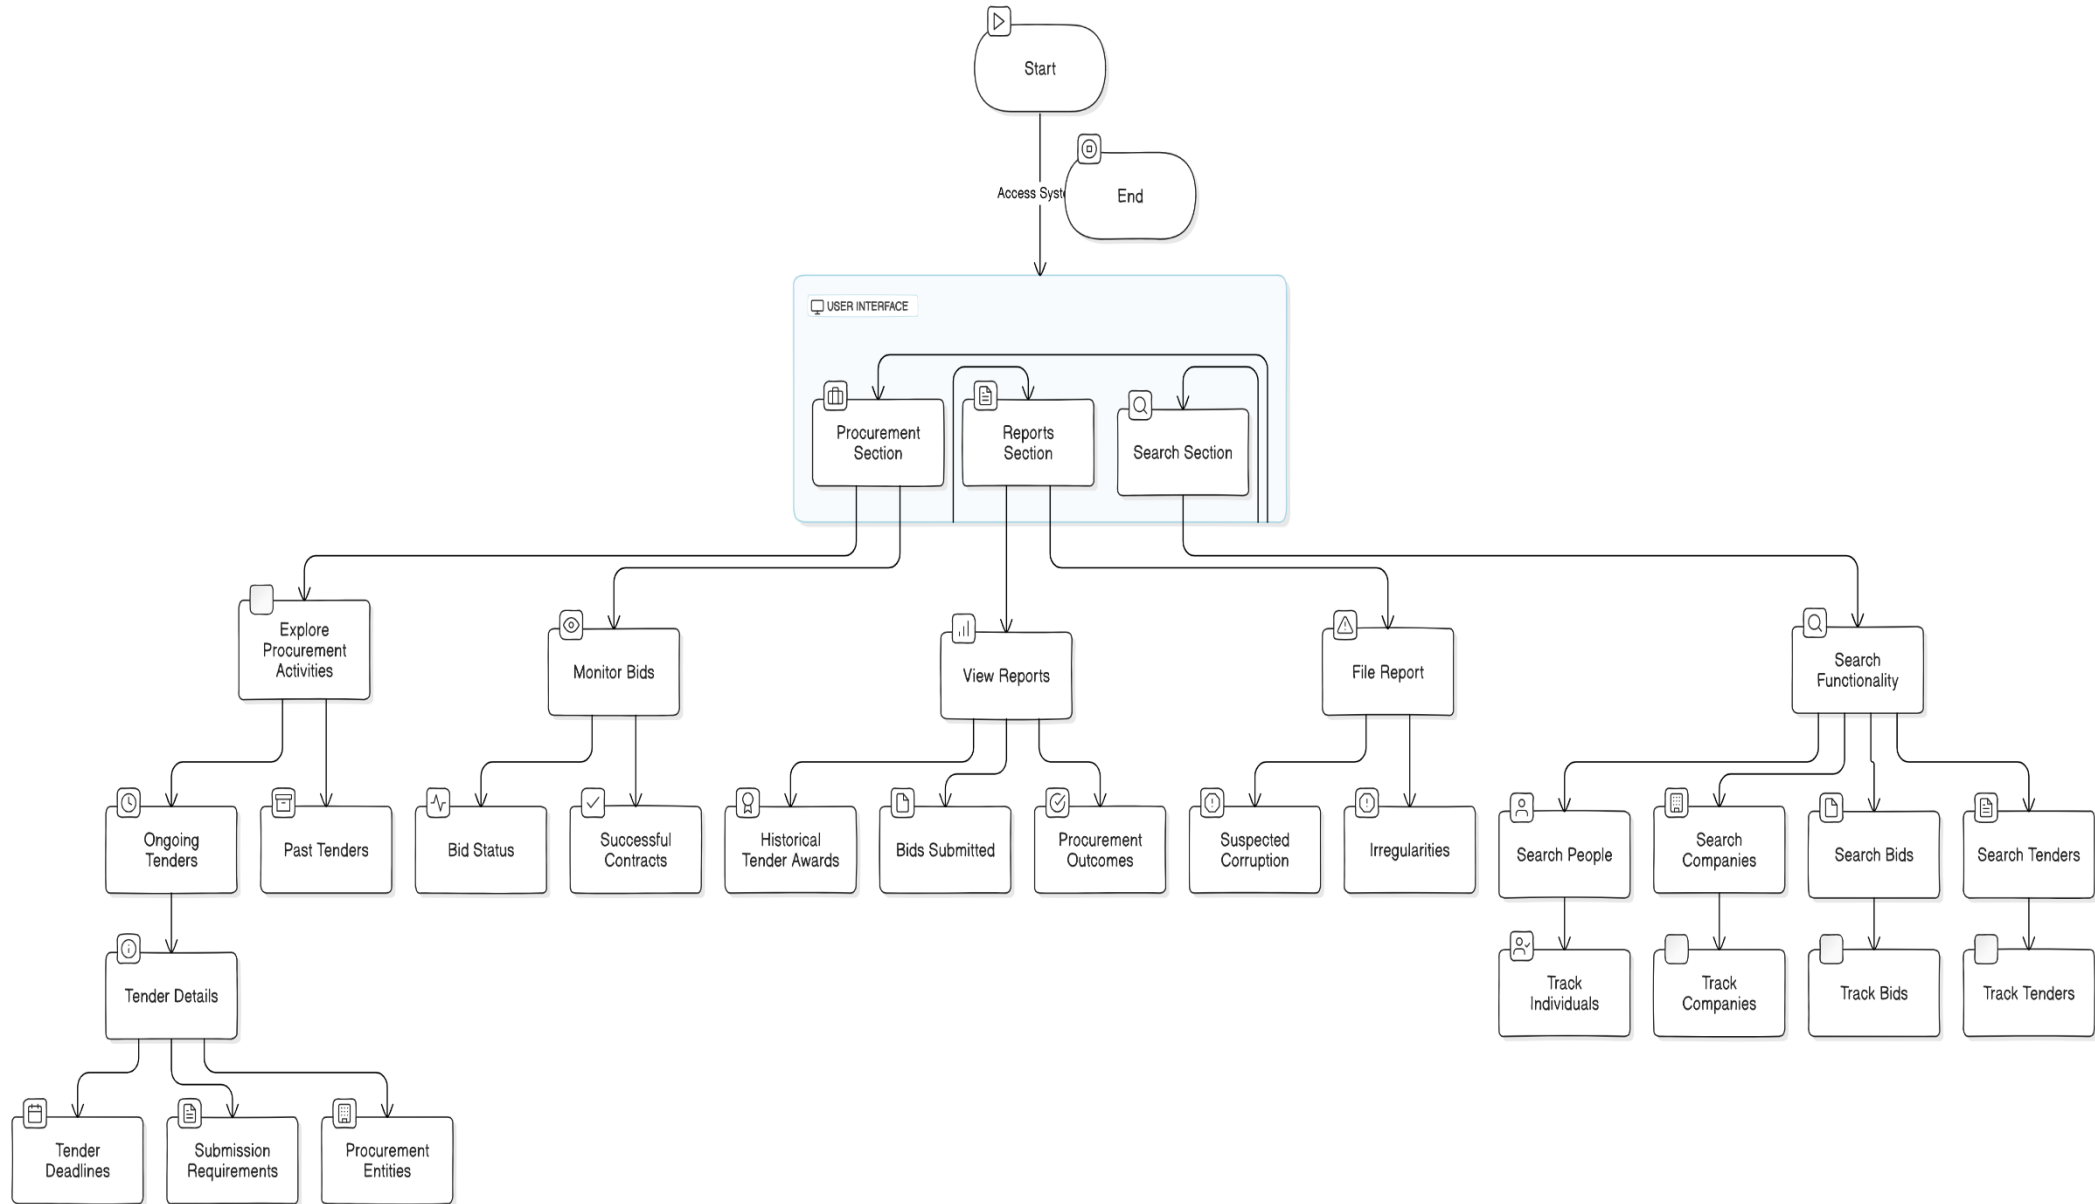 Start
End
Access
USER INTERFACE
Procurement
Section
Reports
Section
Search Section
Explore
Procurement
Activities
Monitor Bids
View Reports
File Report
Search
Functionality
Ongoing
Tenders
Past Tenders
Bid Status
Successful
Contracts
Historical
Tender Awards
Bids Submitted
Procurement
Outcomes
Suspected
Corruption
Irregularities
Search People
Search
Companies
Search Bids
Search Tenders
Tender Details
Track
Individuals
Track
Companies
Track Bids
Track Tenders
Tender
Deadlines
Submission
Requirements
Procurement
Entities